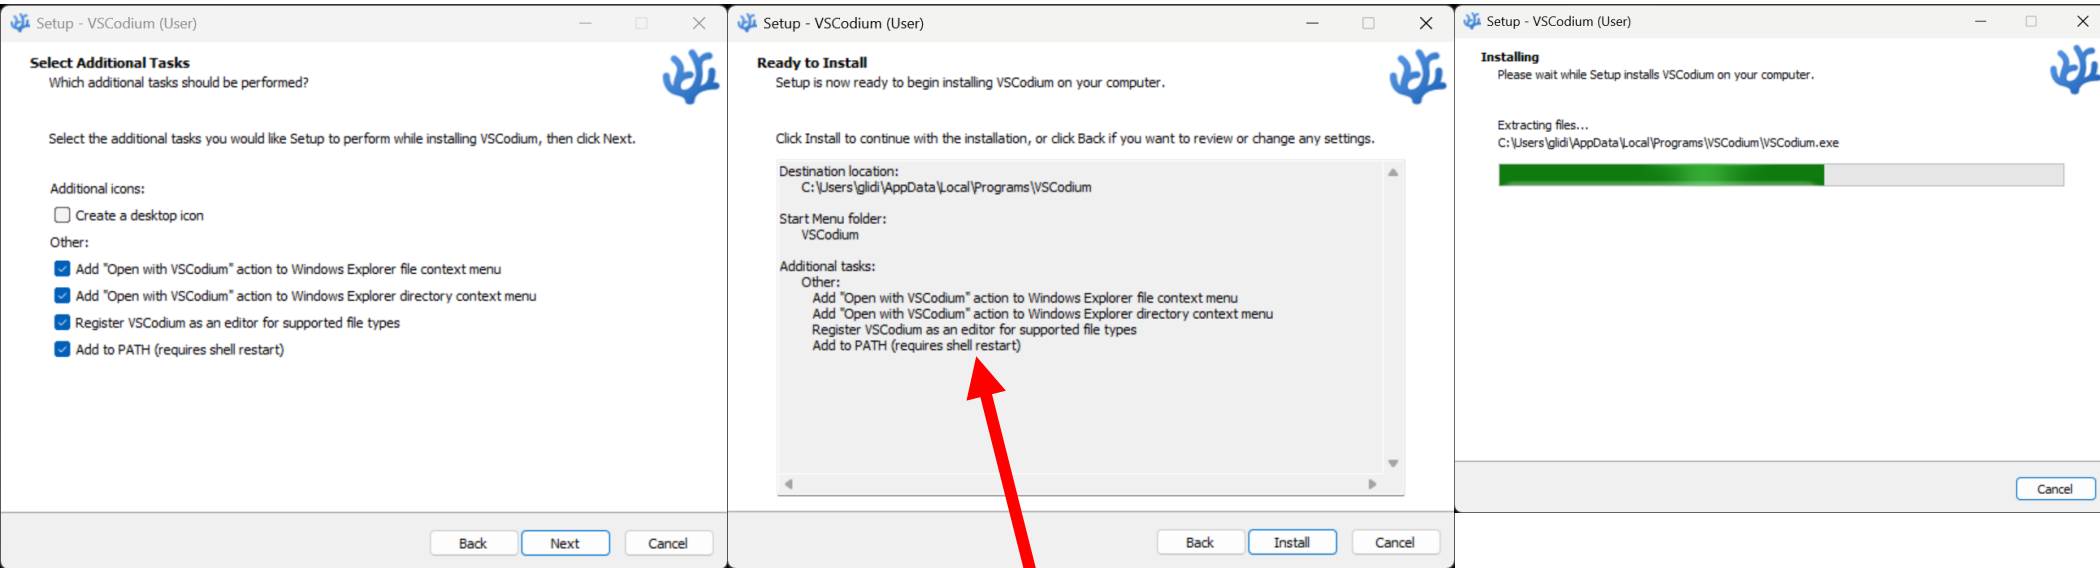 Setup - VSCodium (User)
Select Additional Tasks
Which additional tasks should be performed?
Select the additional tasks you would like Setup to perform while installing VSCodium, then click Next.
Additional icons:
Create a desktop icon
Other:
Add "Open with VSCodium" action to Windows Explorer file context menu
Add "Open with VSCodium" action to Windows Explorer directory context menu
Register VSCodium as an editor for supported file types
Add to PATH (requires shell restart)
Back
Next
Cancel
Setup - VSCodium (User)
Ready to Install
Setup is now ready to begin installing VSCodium on your computer.
Click Install to continue with the installation, or click Back if you want to review or change any settings.
Destination location:
C:\Users\glidi\AppData\Local\Programs\VSCodium
Start Menu folder:
VSCodium
Additional tasks:
Other:
Add "Open with VSCodium" action to Windows Explorer file context menu
Add "Open with VSCodium" action to Windows Explorer directory context menu
Register VSCodium as an editor for supported file types
Add to PATH (requires shell restart)
Back
Install
Cancel
Setup - VSCodium (User)
Installing
Please wait while Setup installs VSCodium on your computer.
Extracting files...
C:\Users\glidi\AppData\Local\Programs\VSCodium\VSCodium.exe
Cancel